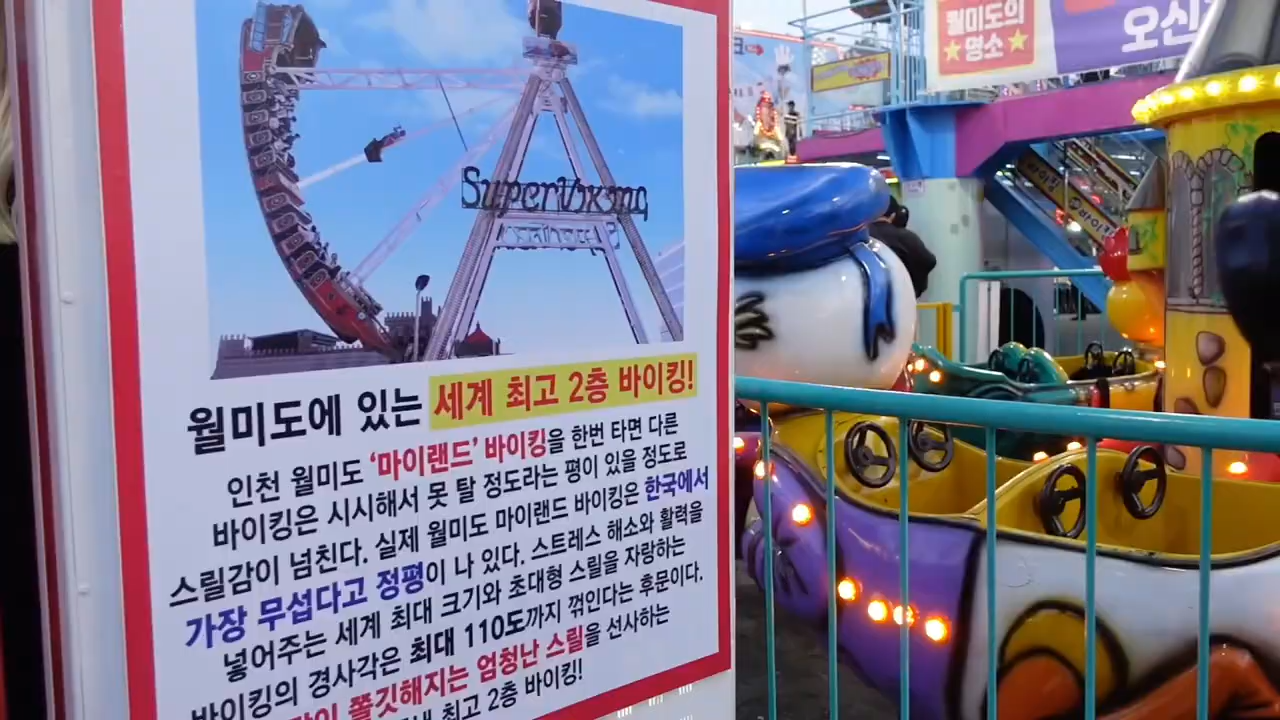 SuperViking
월미도에 있는 세계 최고 2층 바이킹!
인천 월미도 '마이랜드' 바이킹을 한번 타면 다른
바이킹은 시시해서 못 탈 정도라는 평이 있을 정도로
스릴감이 넘친다. 실제 월미도 마이랜드 바이킹은 한국에서
가장 무섭다고 정평이 나 있다. 스트레스 해소와 활력을
넣어주는 세계 최대 크기와 초대형 스릴을 자랑하는
바이킹의 경사각은 최대 110도까지 꺾인다는 후문이다.
쫄깃해지는 엄청난 스릴을 선사하는
최고 2층 바이킹!
월미도의
명소
오신
바이킹